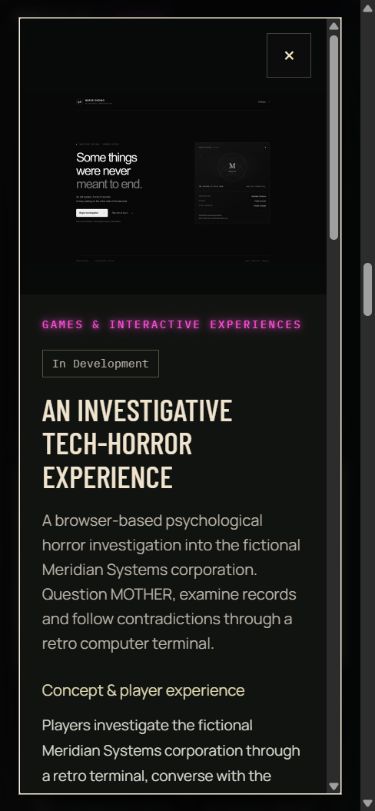 ×
Some things
were never
meant to end.
M
GAMES & INTERACTIVE EXPERIENCES
In Development
AN INVESTIGATIVE
TECH-HORROR
EXPERIENCE
A browser-based psychological
horror investigation into the fictional
Meridian Systems corporation.
Question MOTHER, examine records
and follow contradictions through a
retro computer terminal.
Concept & player experience
Players investigate the fictional
Meridian Systems corporation through
a retro terminal, converse with the